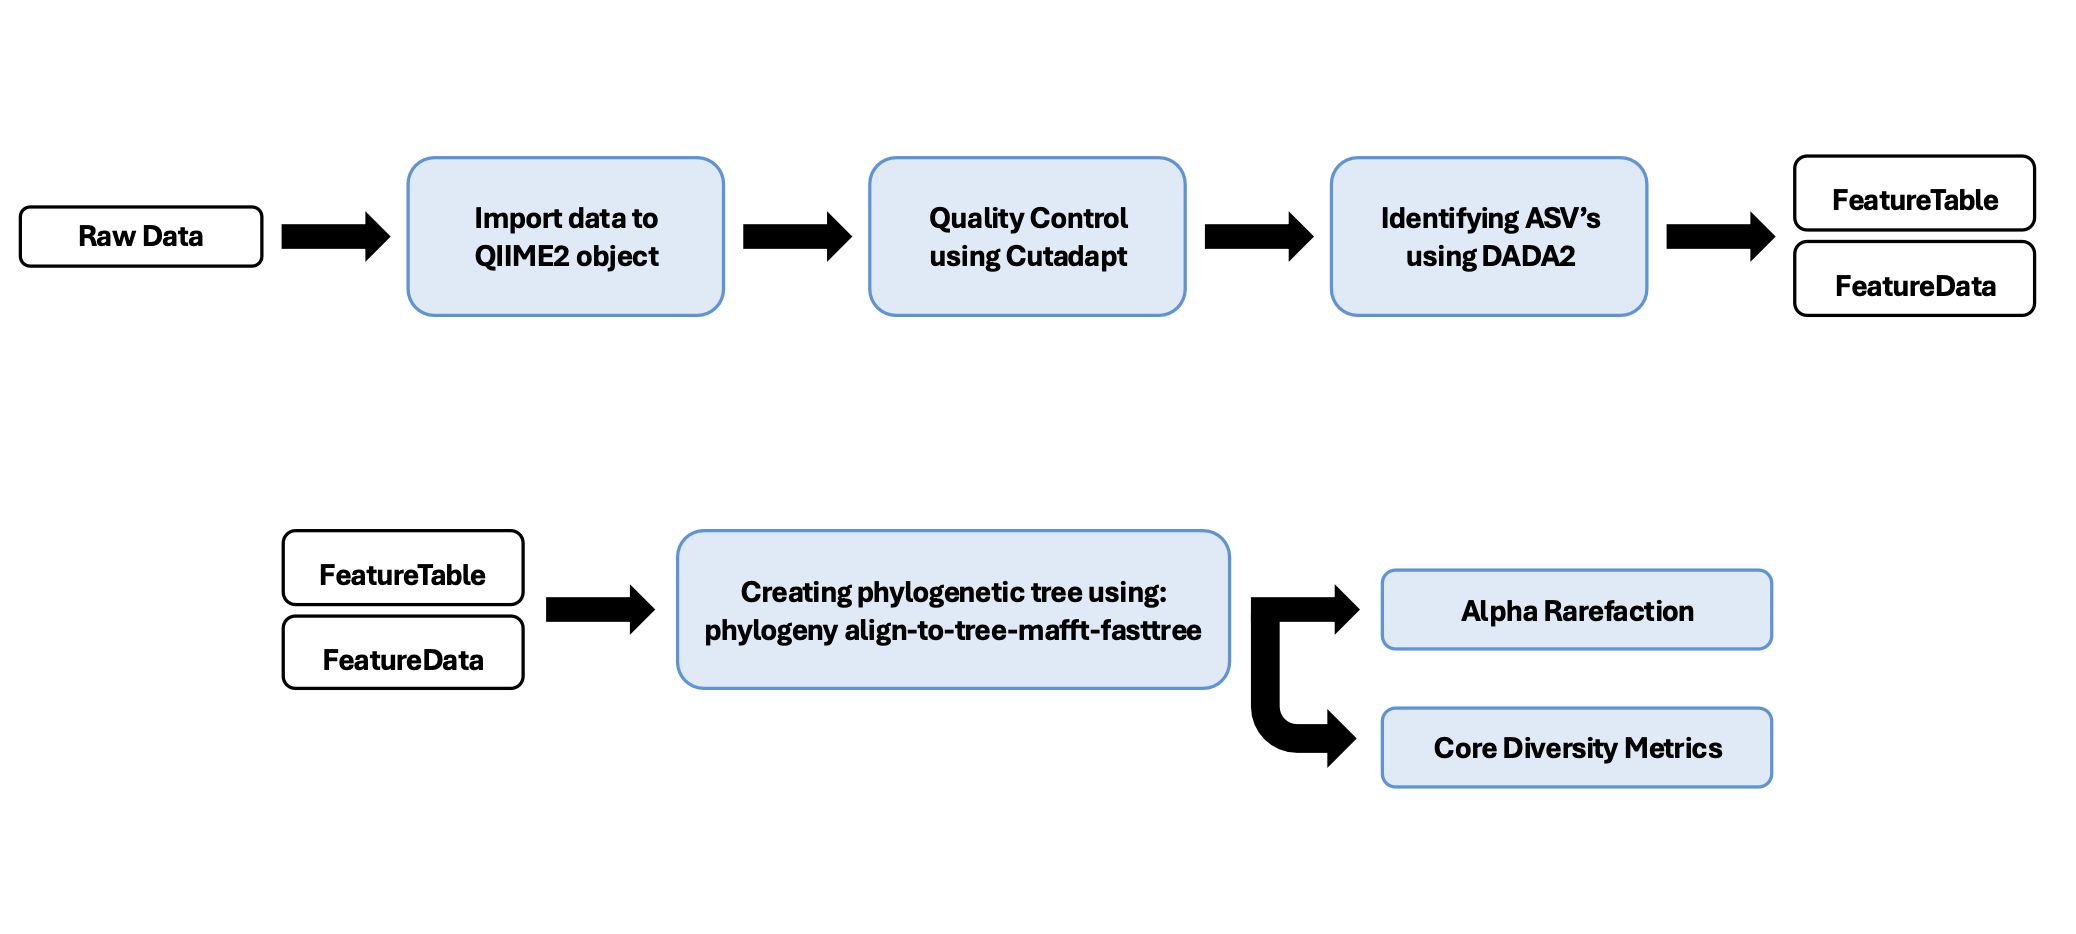 Raw Data
Import data to
QIIME2 object
Quality Control
using Cutadapt
Identifying ASV’s
using DADA2
FeatureTable
FeatureData
FeatureTable
FeatureData
Creating phylogenetic tree using:
phylogeny align-to-tree-mafft-fasttree
Alpha Rarefaction
Core Diversity Metrics